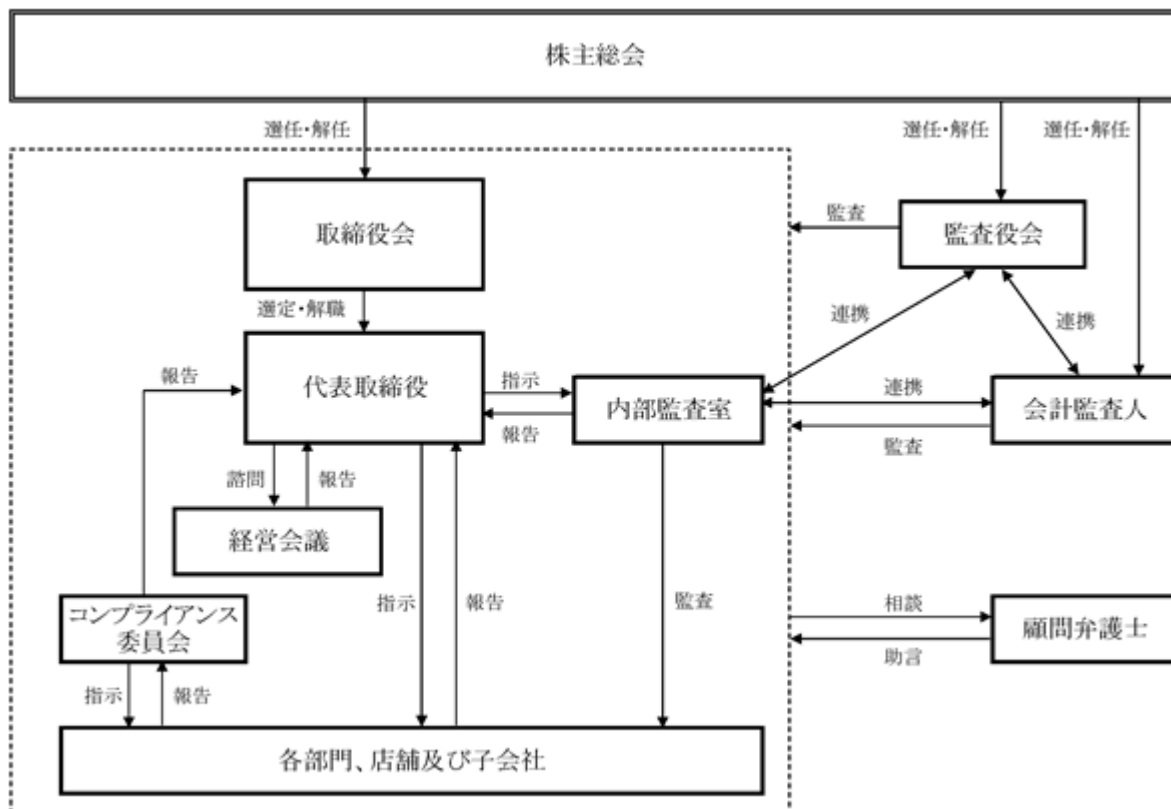 株主総会
選任・解任
選任・解任
選任・解任
取締役会
監査
監査役会
選定・解職
連携
連携
報告
代表取締役
指示
報告
内部監査室
連携
監査
会計監査人
諮問
報告
経営会議
指示
報告
監査
コンプライアンス
委員会
相談
助言
顧問弁護士
指示
報告
各部門、店舗及び子会社